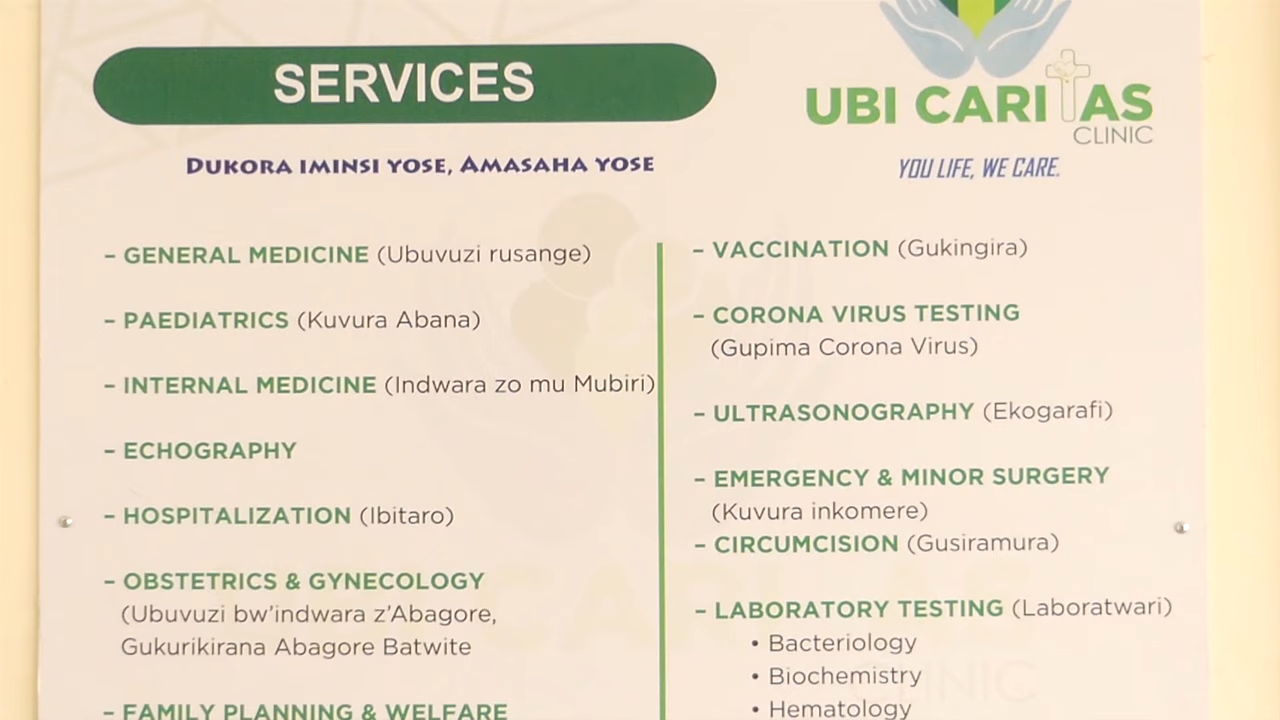 SERVICES
DUKORA IMINSI YOSE, AMASAHA YOSE
UBI CARITAS
CLINIC
YOU LIFE, WE CARE.
– GENERAL MEDICINE (Ubuvuzi rusange)
– PAEDIATRICS (Kuvura Abana)
– INTERNAL MEDICINE (Indwara zo mu Mubiri)
– ECHOGRAPHY
– HOSPITALIZATION (Ibitaro)
– OBSTETRICS & GYNECOLOGY
(Ubuvuzi bw'indwara z'Abagore,
Gukurikirana Abagore Batwite
– FAMILY PLANNING & WELFARE
– VACCINATION (Gukingira)
– CORONA VIRUS TESTING
(Gupima Corona Virus)
– ULTRASONOGRAPHY (Ekogarafi)
– EMERGENCY & MINOR SURGERY
(Kuvura inkomere)
– CIRCUMCISION (Gusiramura)
– LABORATORY TESTING (Laboratwari)
• Bacteriology
• Biochemistry
• Hematology